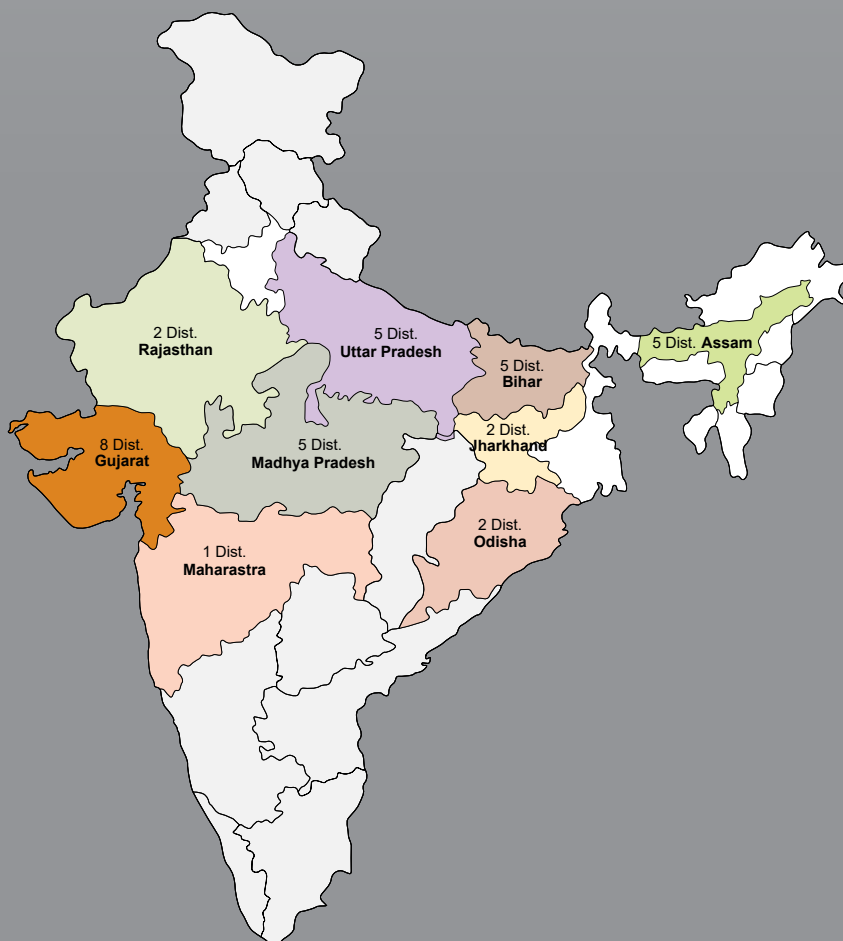 2 Dist.
Rajasthan
5 Dist.
Uttar Pradesh
5 Dist.
Bihar
5 Dist. Assam
8 Dist.
Gujarat
5 Dist.
Madhya Pradesh
2 Dist.
Jharkhand
1 Dist.
Maharastra
2 Dist.
Odisha